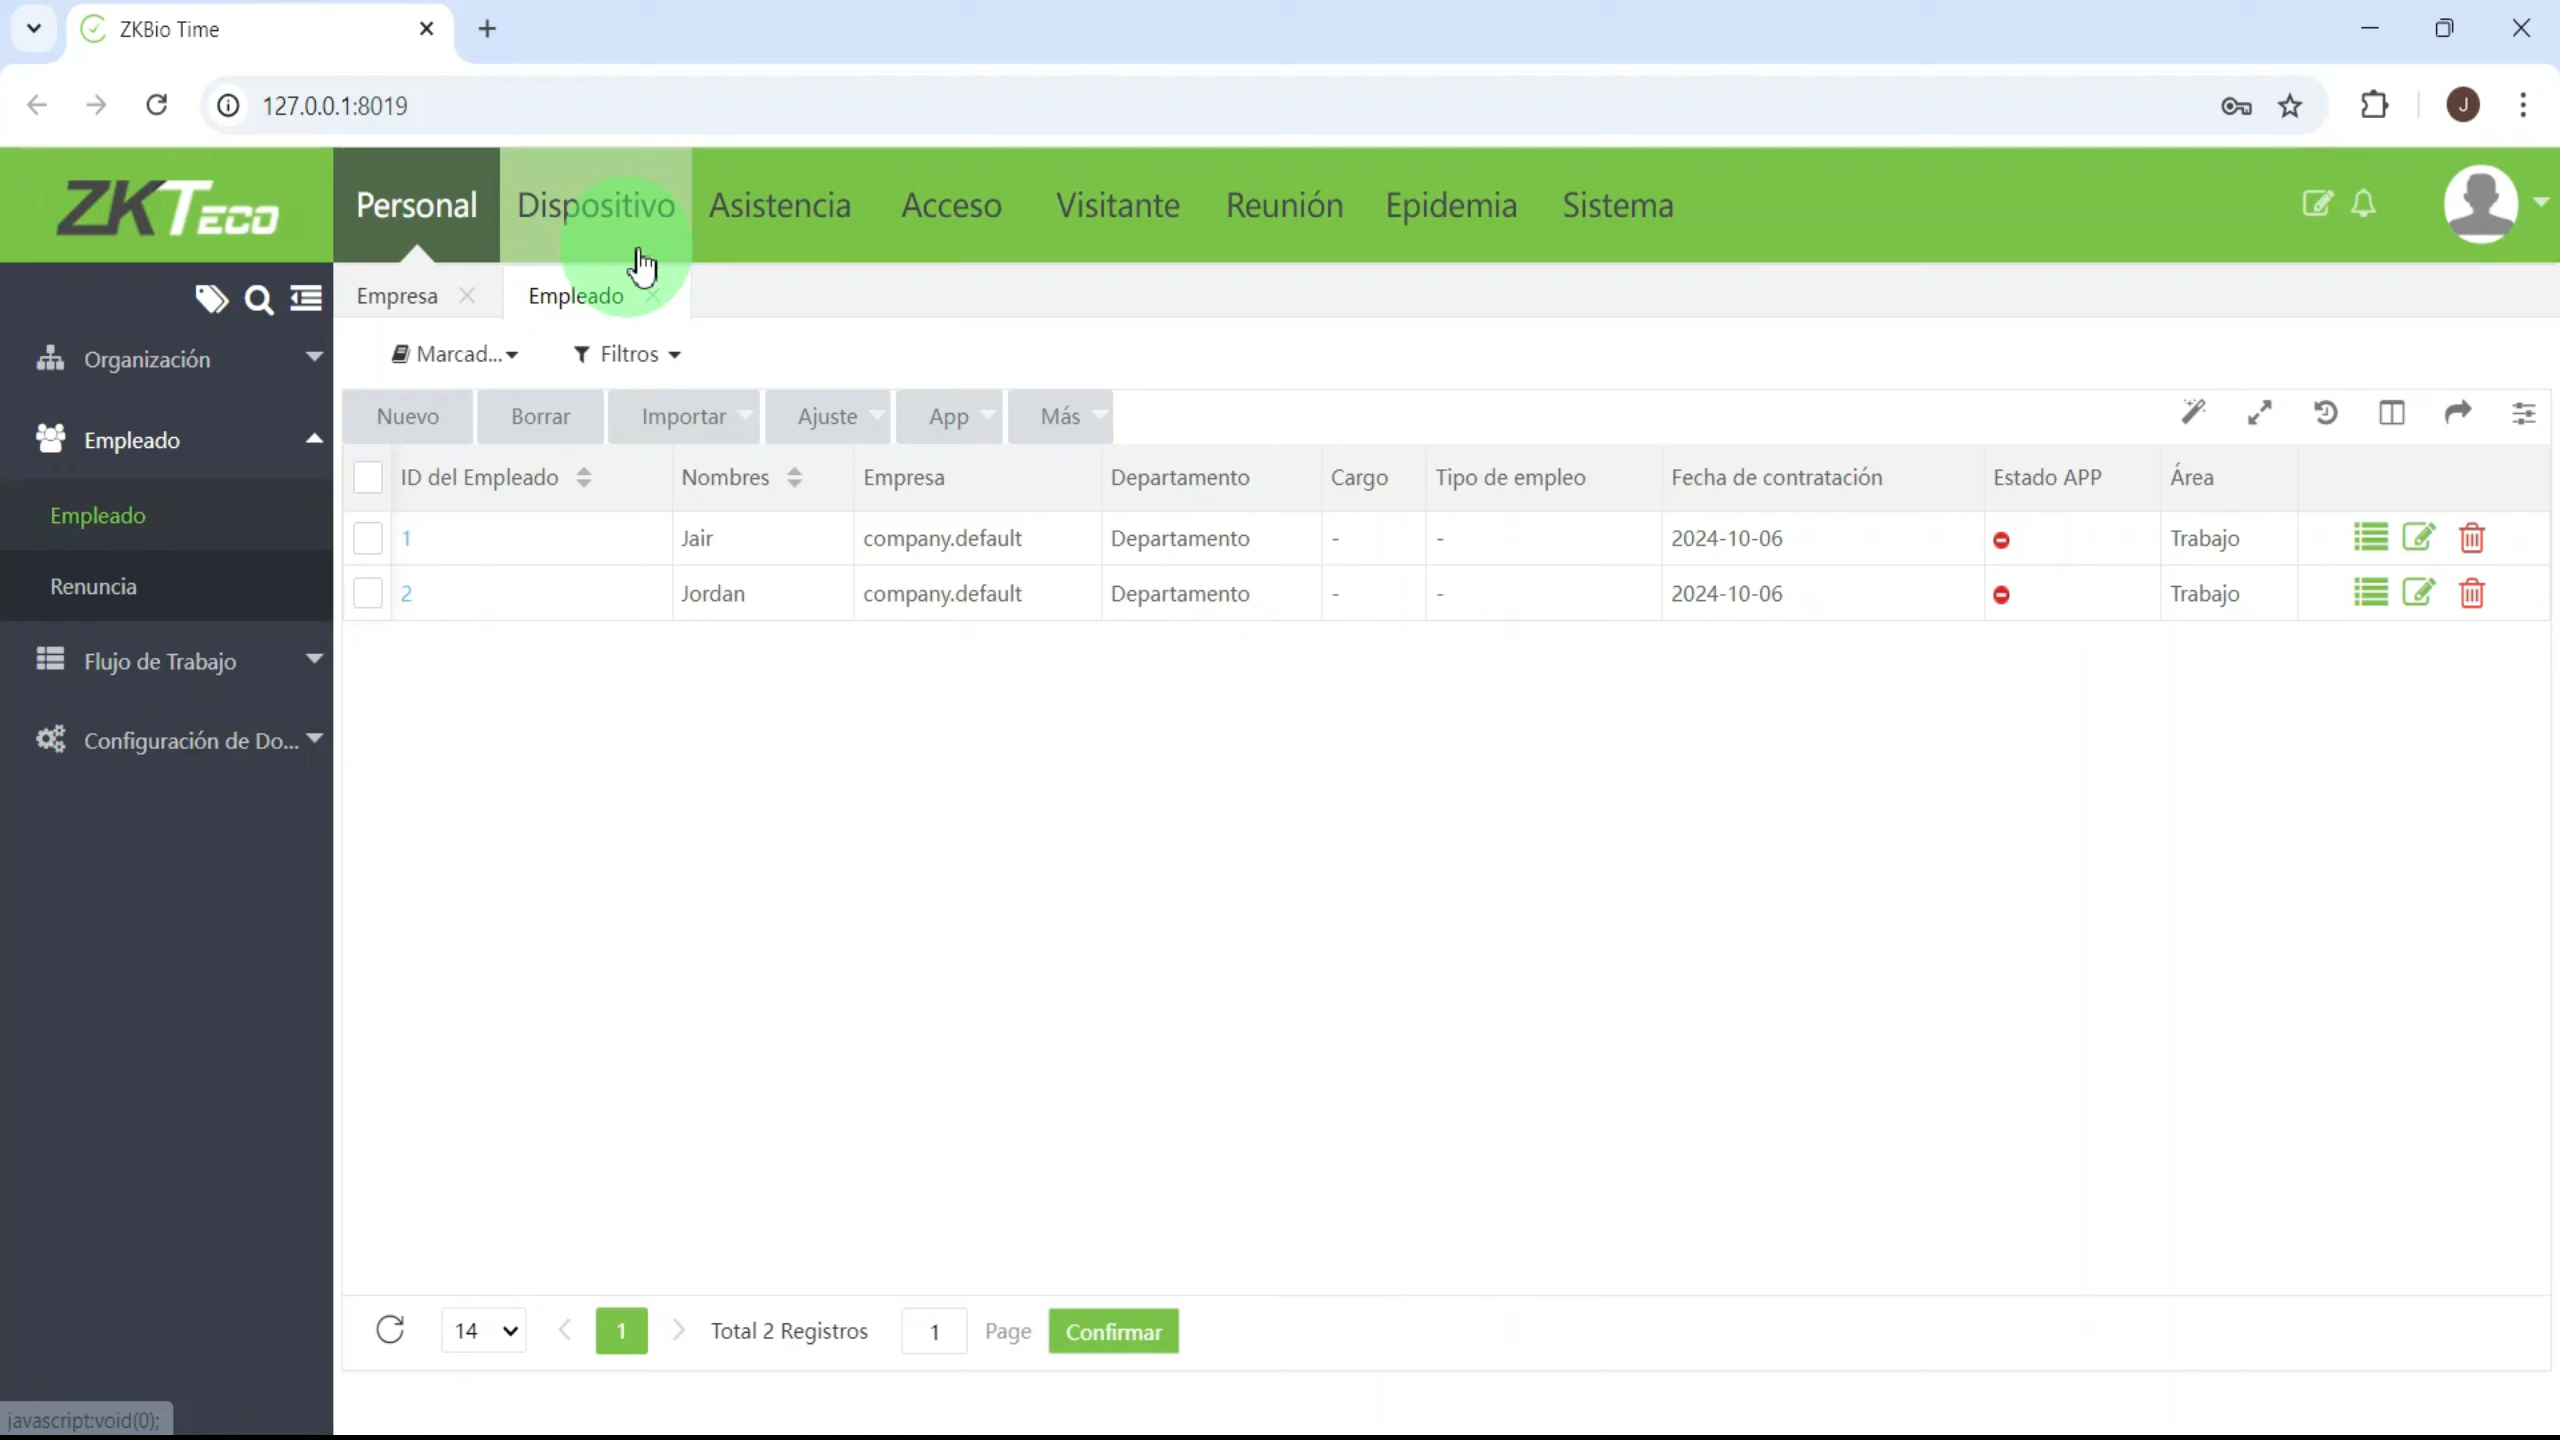 ZKBio Time
127.0.0.1:8019
J
ZKTECO
Personal Dispositivo Asistencia Acceso Visitante Reunión Epidemia Sistema
Empresa Empleado
Marcad... Filtros
Organización
Empleado
Empleado
Renuncia
Flujo de Trabajo
Configuración de Do...
Nuevo Borrar Importar Ajuste App Más
ID del Empleado Nombres Empresa Departamento Cargo Tipo de empleo Fecha de contratación Estado APP Área
1 Jair company.default Departamento - - 2024-10-06 Trabajo
2 Jordan company.default Departamento - - 2024-10-06 Trabajo
14 1 Total 2 Registros 1 Page Confirmar
javascript:void(0);